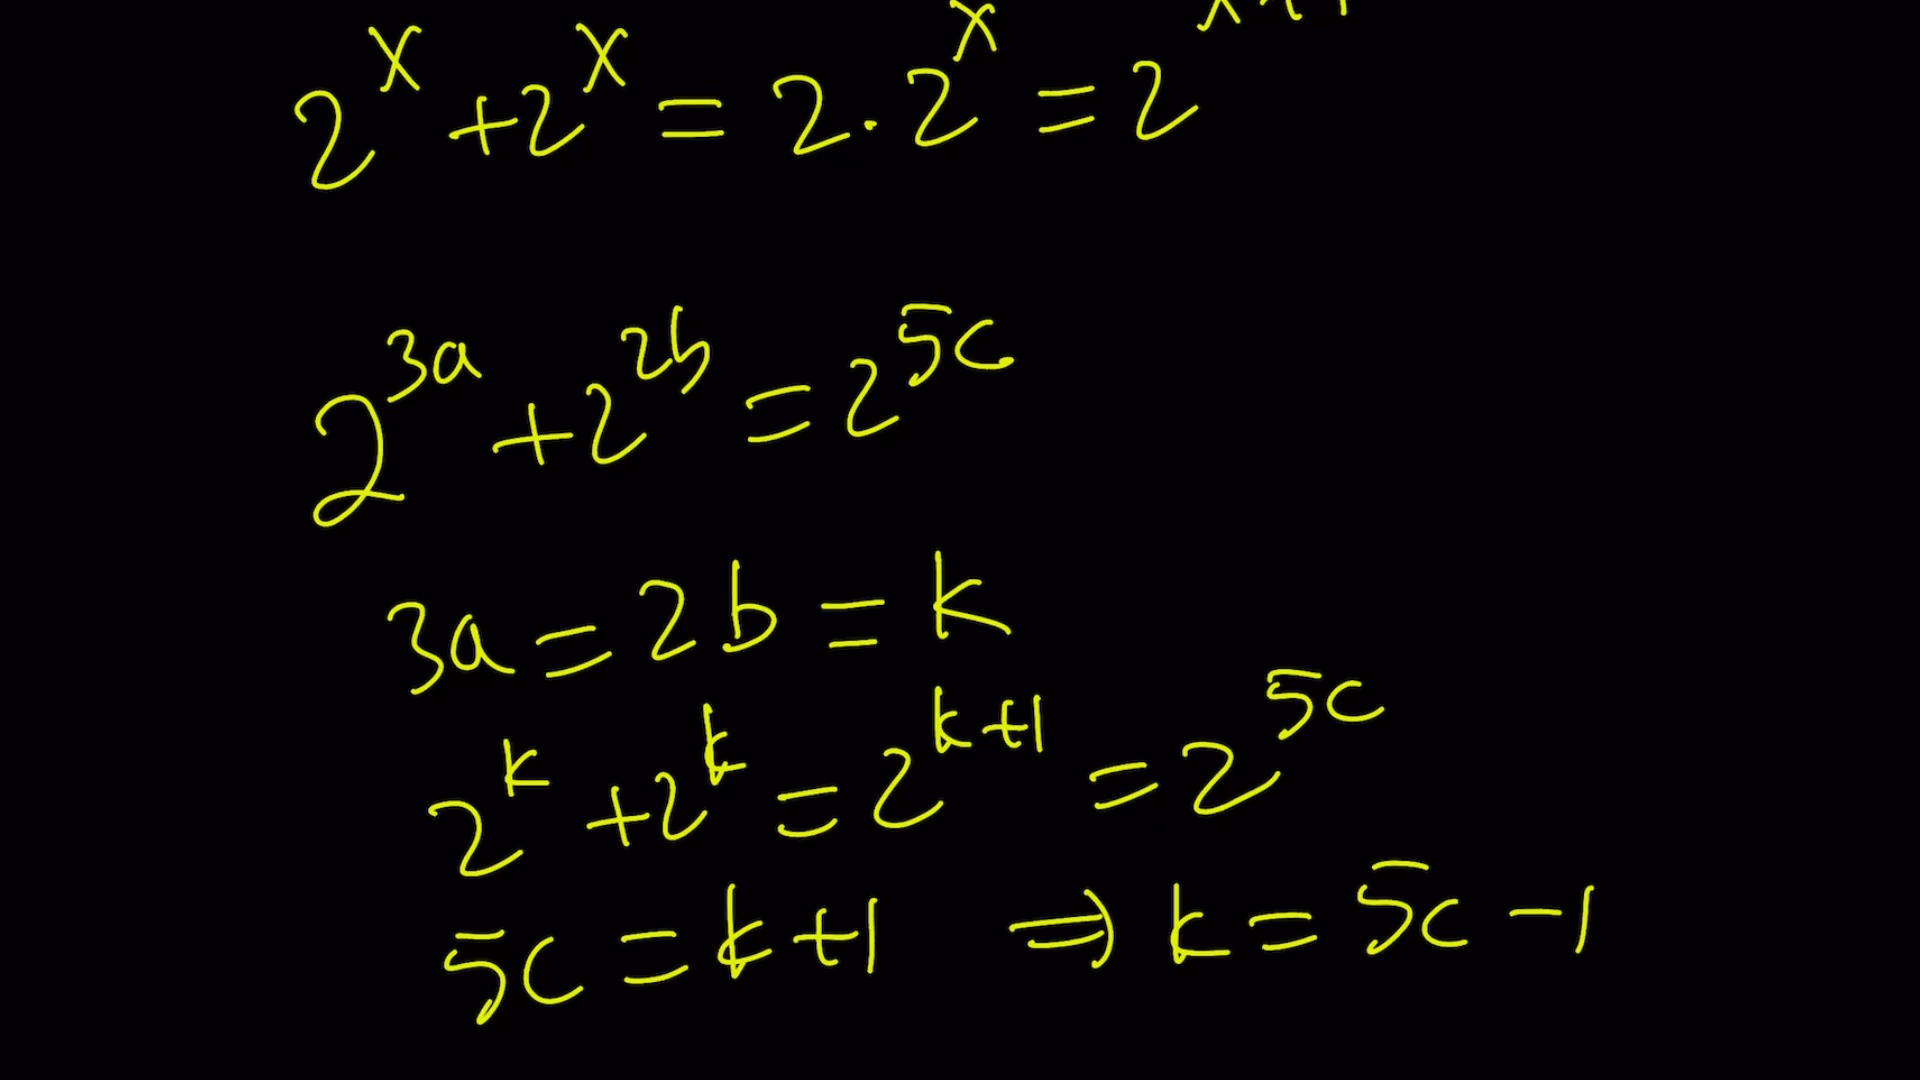 2^x + 2^x = 2 · 2^x = 2^x+1
2^3a + 2^2b = 2^5c
3a = 2b = k
2^k + 2^k = 2^k+1 = 2^5c
5c = k+1 ⇒ k = 5c - 1